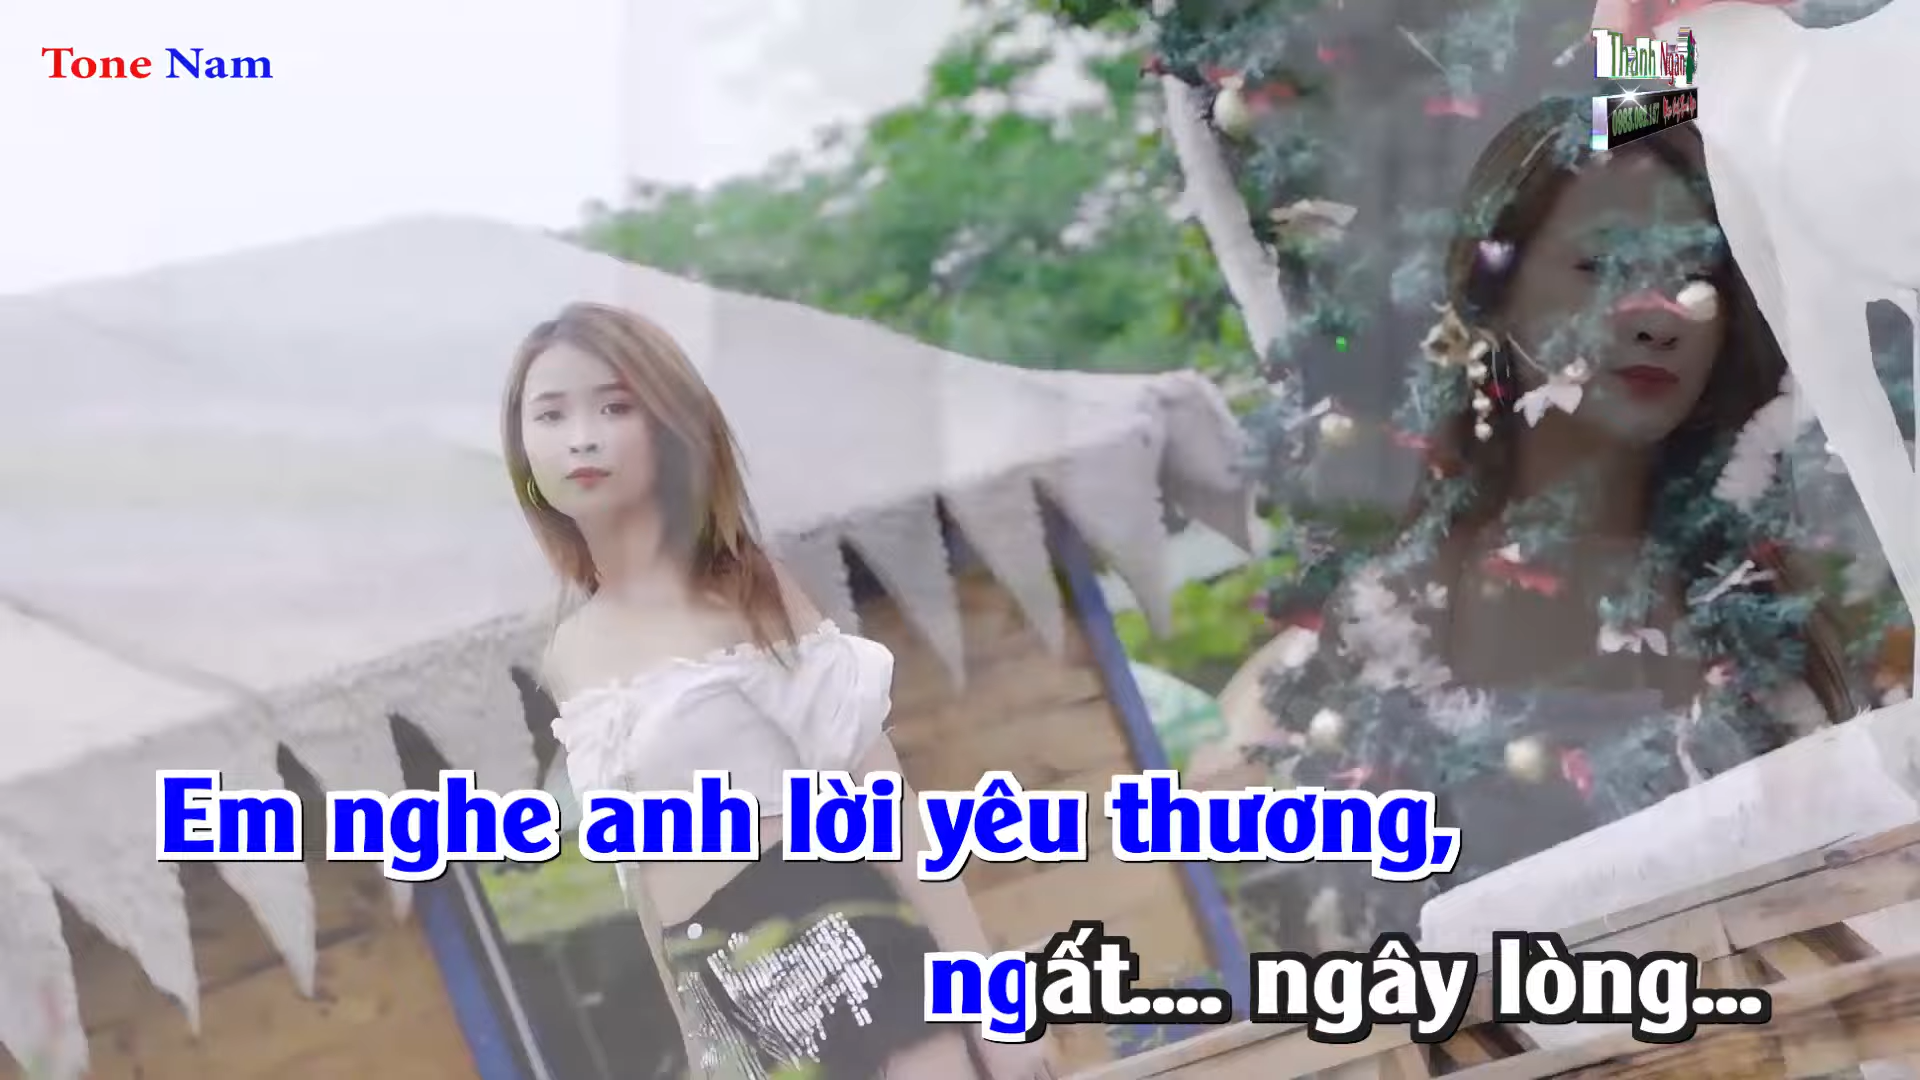 Tone Nam
Thanh Ngân
Em nghe anh lời yêu thương,
ngất.... ngây lòng...